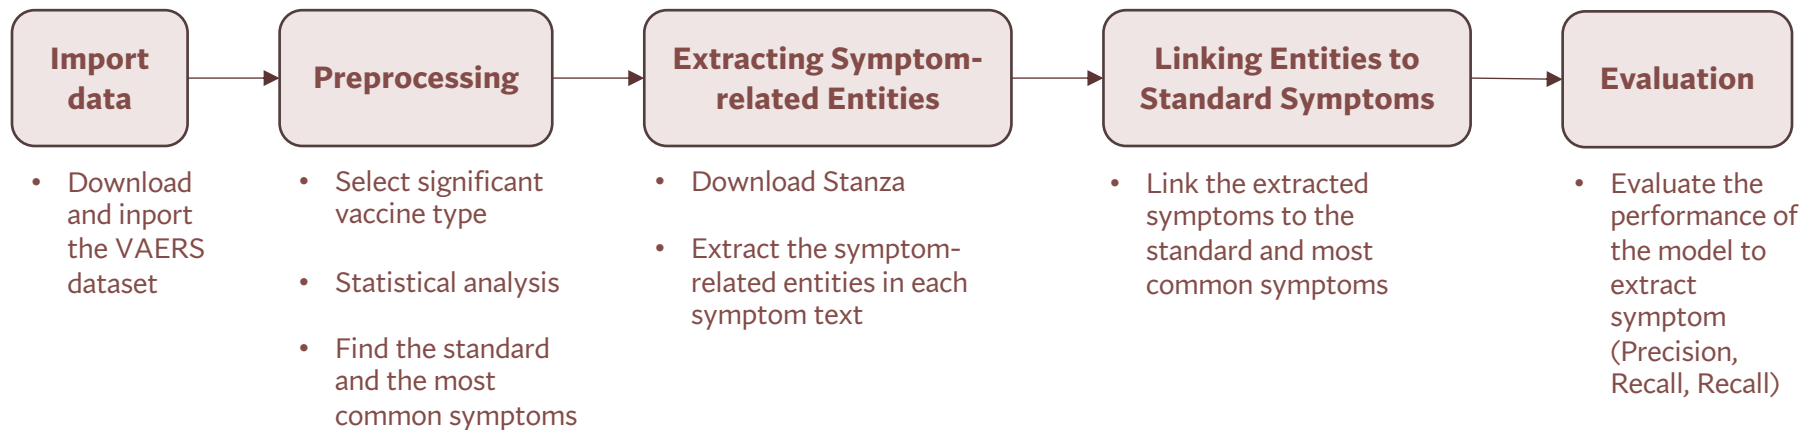 Import
data
• Download
and inport
the VAERS
dataset
Preprocessing
• Select significant
vaccine type
• Statistical analysis
• Find the standard
and the most
common symptoms
Extracting Symptom-
related Entities
• Download Stanza
• Extract the symptom-
related entities in each
symptom text
Linking Entities to
Standard Symptoms
• Link the extracted
symptoms to the
standard and most
common symptoms
Evaluation
• Evaluate the
performance of
the model to
extract
symptom
(Precision,
Recall, Recall)